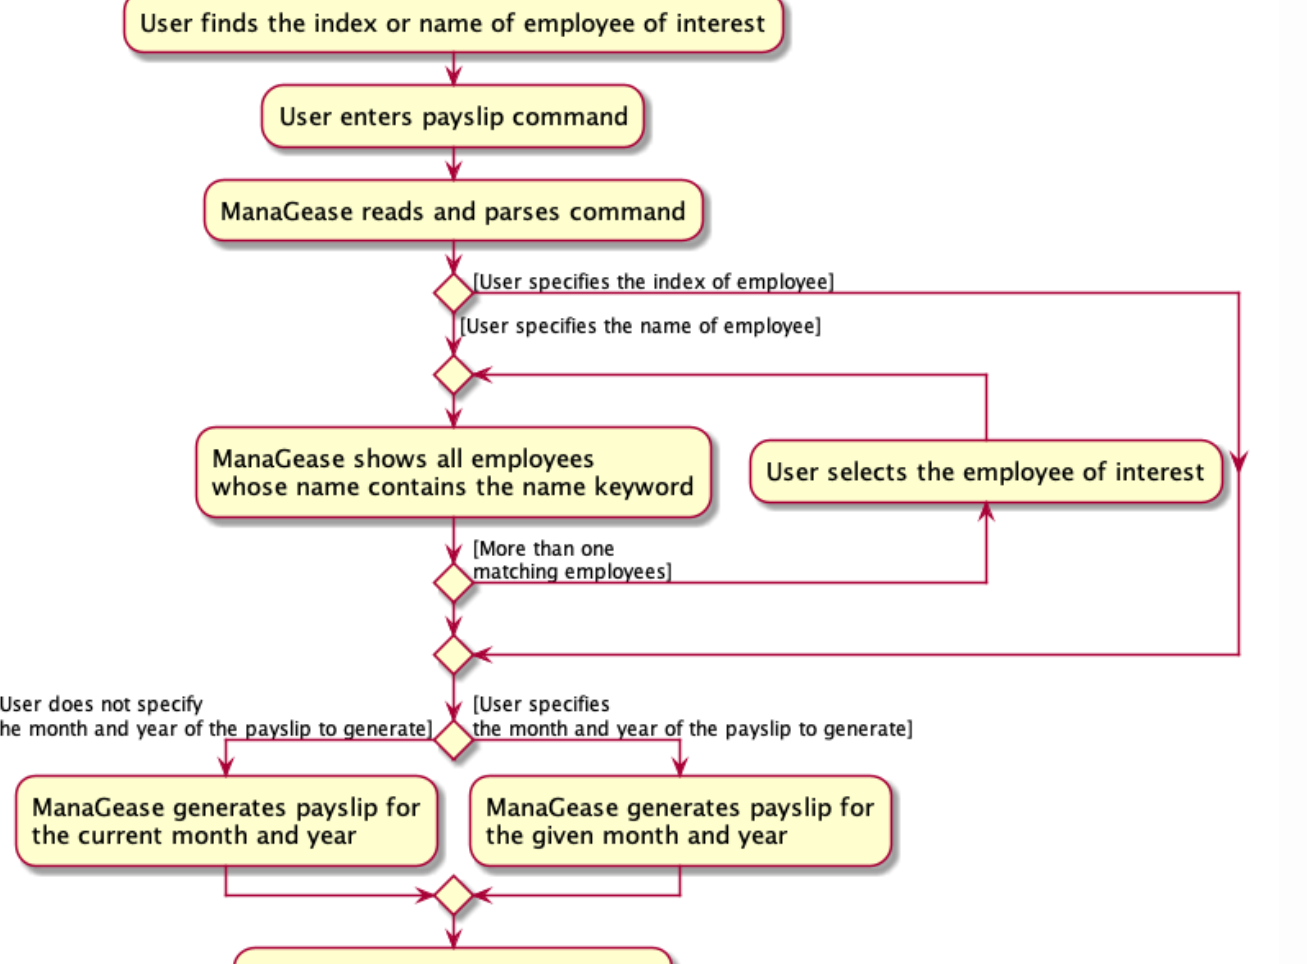 User finds the index or name of employee of interest
User enters payslip command
ManaGease reads and parses command
[User specifies the index of employee]
[User specifies the name of employee]
ManaGease shows all employees
whose name contains the name keyword
User selects the employee of interest
[More than one
matching employees]
User does not specify
he month and year of the payslip to generate]
[User specifies
the month and year of the payslip to generate]
ManaGease generates payslip for
the current month and year
ManaGease generates payslip for
the given month and year